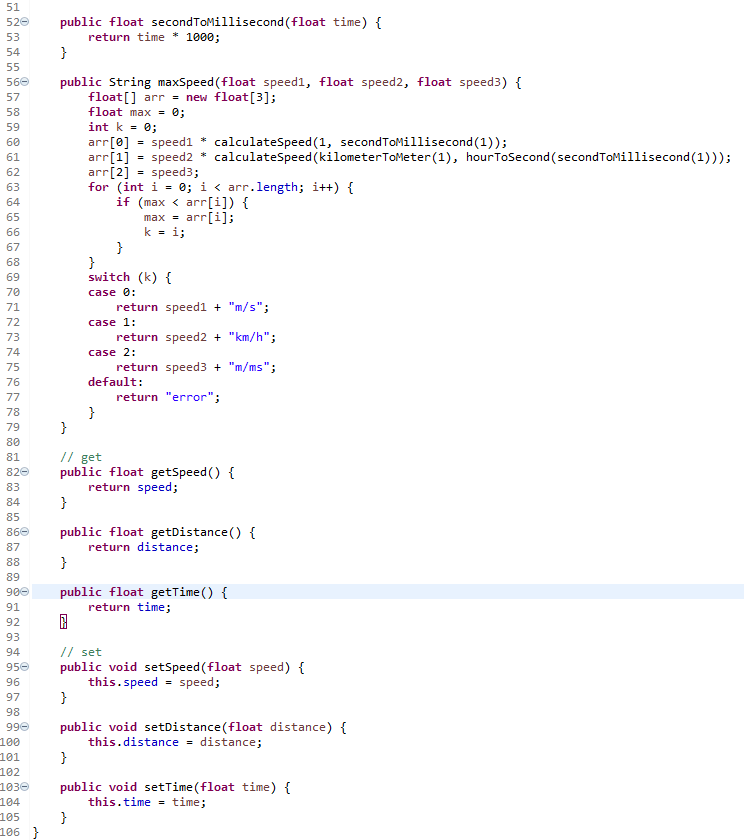 51
52 public float secondToMillisecond(float time) {
53 return time * 1000;
54 }
55
56 public String maxSpeed(float speed1, float speed2, float speed3) {
57 float[] arr = new float[3];
58 float max = 0;
59 int k = 0;
60 arr[0] = speed1 * calculateSpeed(1, secondToMillisecond(1));
61 arr[1] = speed2 * calculateSpeed(kilometerToMeter(1), hourToSecond(secondToMillisecond(1)));
62 arr[2] = speed3;
63 for (int i = 0; i < arr.length; i++) {
64 if (max < arr[i]) {
65 max = arr[i];
66 k = i;
67 }
68 }
69 switch (k) {
70 case 0:
71 return speed1 + "m/s";
72 case 1:
73 return speed2 + "km/h";
74 case 2:
75 return speed3 + "m/ms";
76 default:
77 return "error";
78 }
79 }
80
81 // get
82 public float getSpeed() {
83 return speed;
84 }
85
86 public float getDistance() {
87 return distance;
88 }
89
90 public float getTime() {
91 return time;
92 }
93
94 // set
95 public void setSpeed(float speed) {
96 this.speed = speed;
97 }
98
99 public void setDistance(float distance) {
100 this.distance = distance;
101 }
102
103 public void setTime(float time) {
104 this.time = time;
105 }
106 }